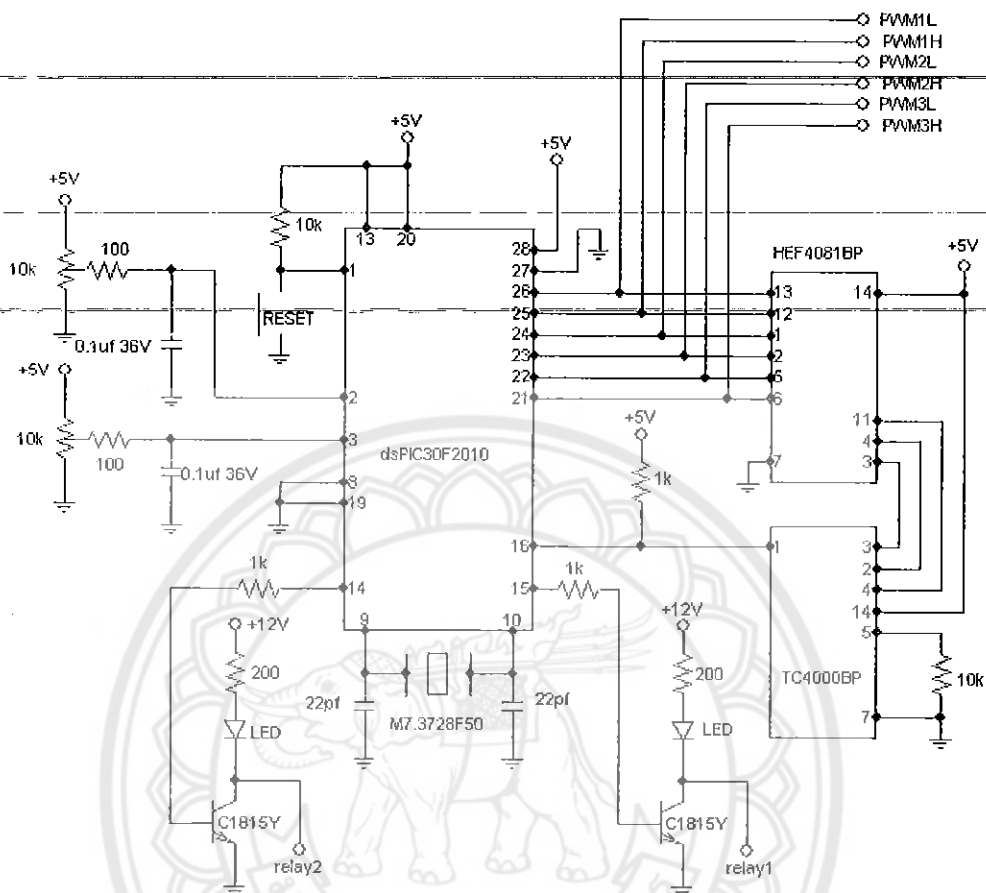 PWM1L
PWM1H
PWM2L
PWM2H
PWM3L
PWM3H
+5V
+5V
+5V
10k
13
20
28
27
26
25
24
23
22
21
1
100
10k
RESET
0.1uf 36V
+5V
2
3
10k
100
0.1uf 36V
dsPIC30F2010
8
19
HEF4081BP
+5V
13
12
1
2
5
6
7
14
11
4
3
+5V
1k
16
1
3
2
4
14
5
7
TC4000BP
10k
1k
14
15
1k
9
10
+12V
200
LED
C1815Y
relay2
22pf
22pf
M7.3728F50
+12V
200
LED
C1815Y
relay1